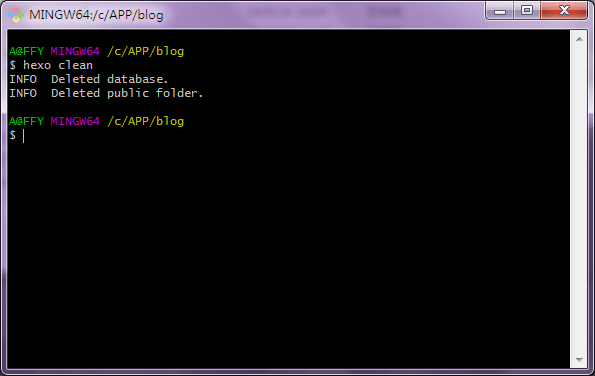 MINGW64:/c/APP/blog
A@FFY MINGW64 /c/APP/blog
$ hexo clean
INFO  Deleted database.
INFO  Deleted public folder.
A@FFY MINGW64 /c/APP/blog
$